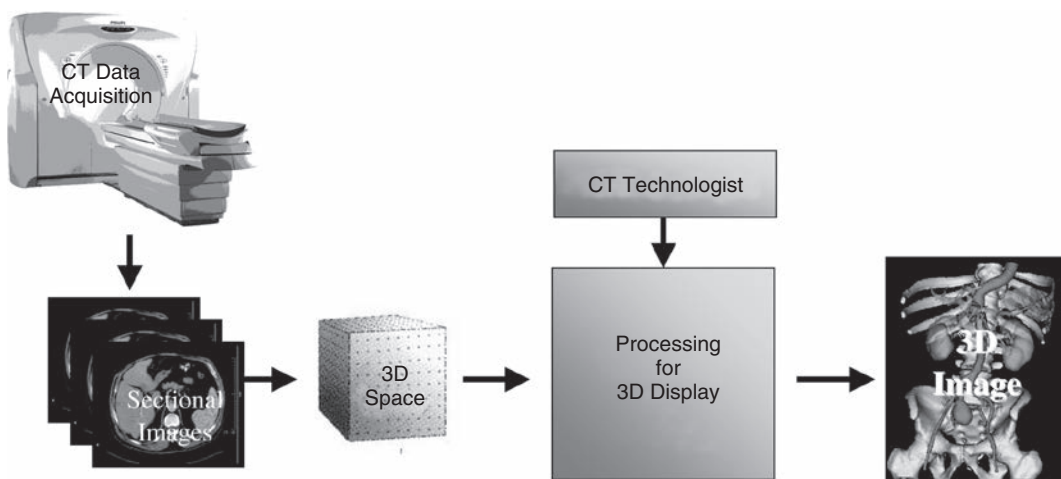 CT Data
Acquisition
CT Technologist
Sectional
Images
3D
Space
Processing
for
3D Display
3D
Image